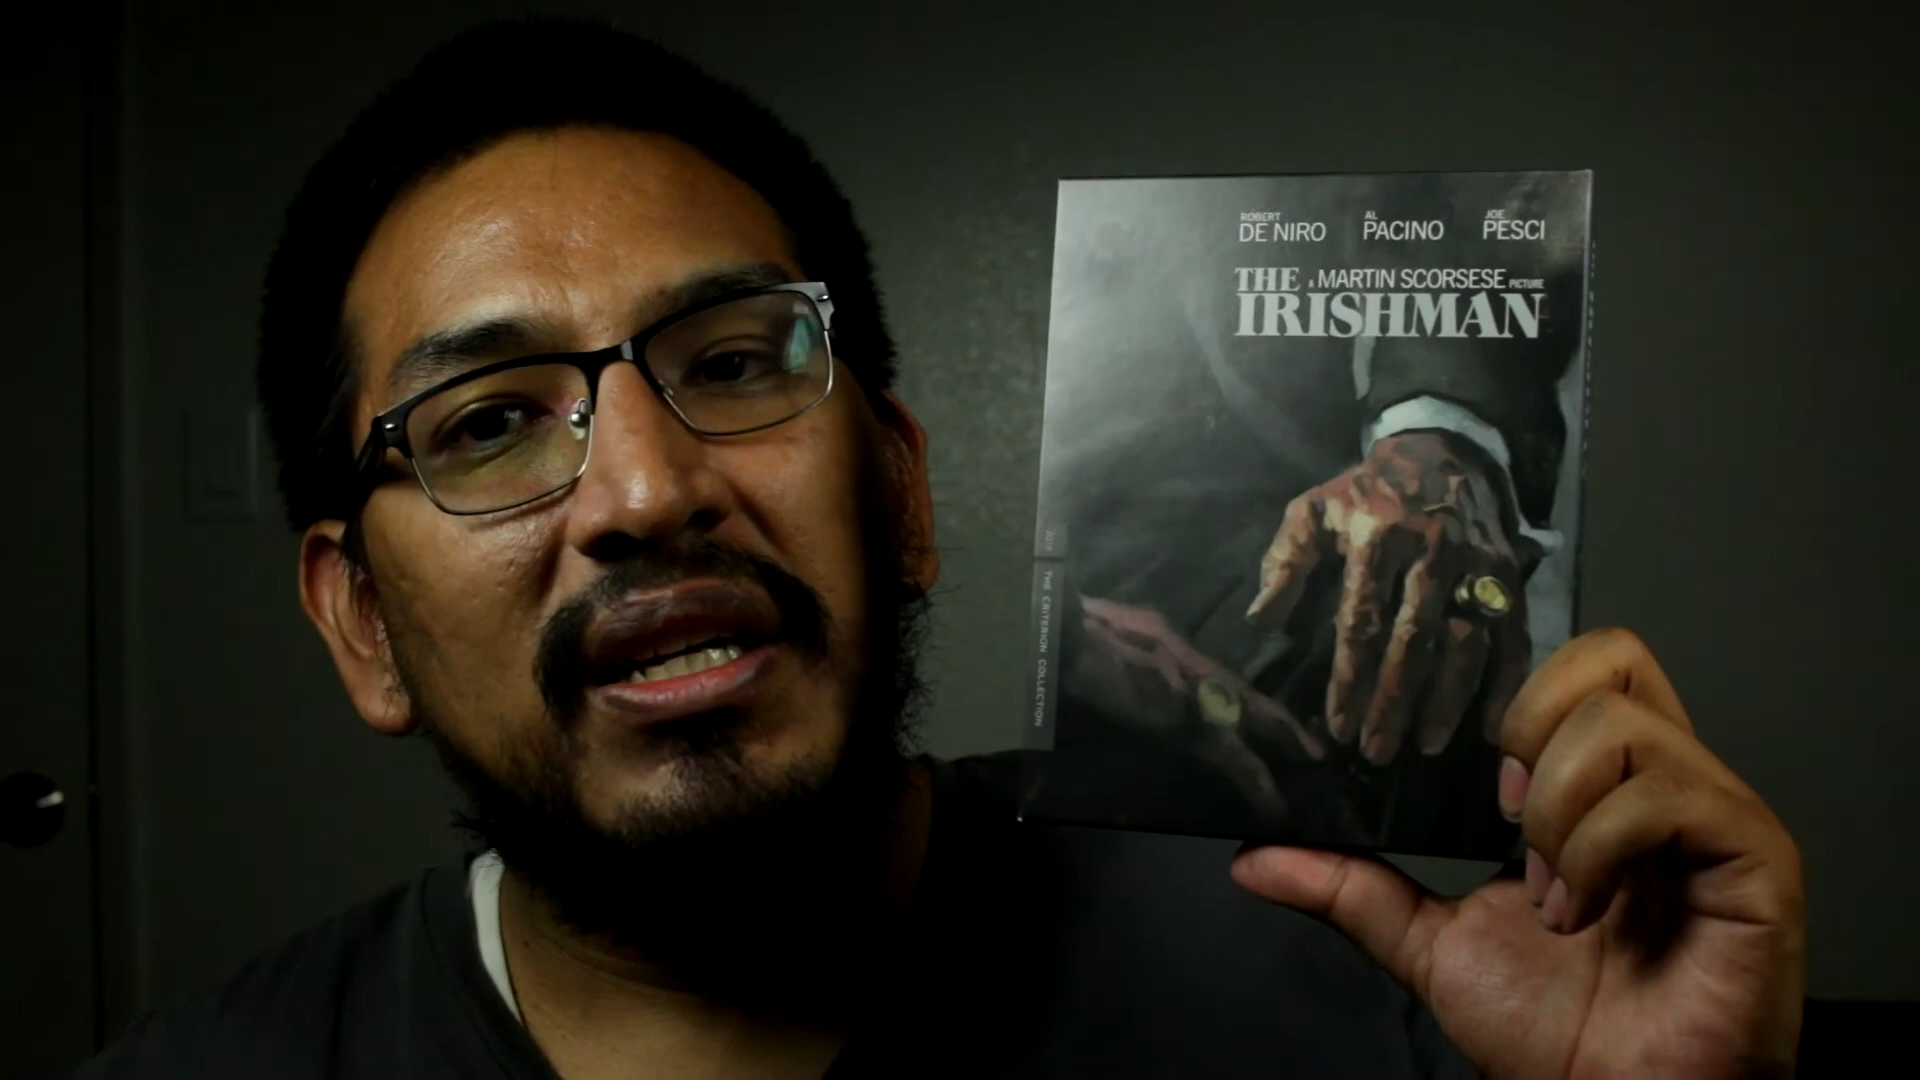 ROBERT DE NIRO
AL PACINO
JOE PESCI
THE
A MARTIN SCORSESE PICTURE
IRISHMAN
THE CRITERION COLLECTION